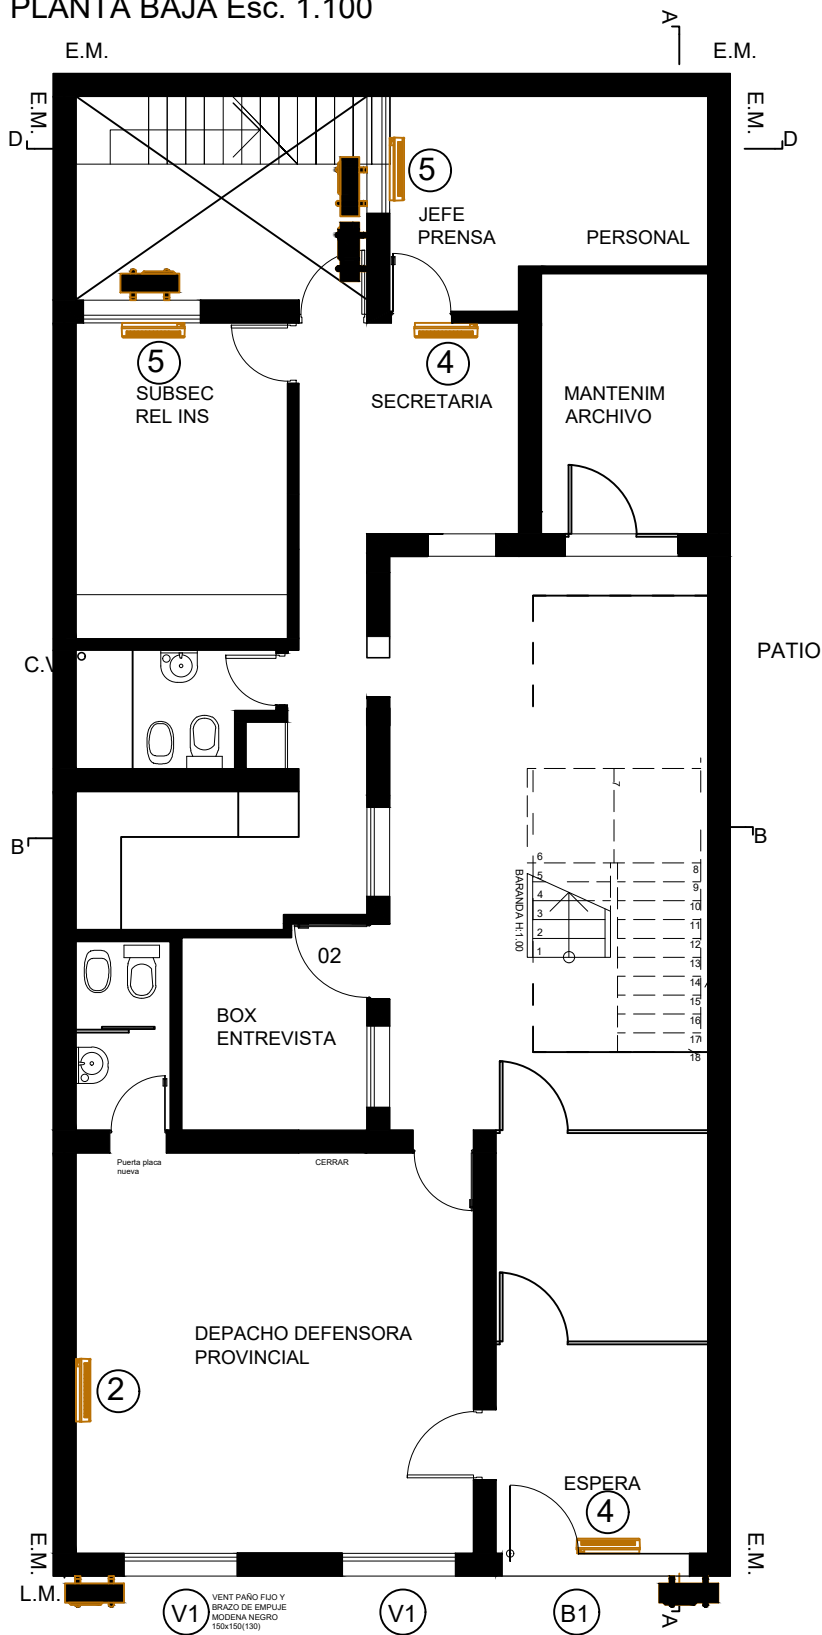 PLANTA BAJA Esc. 1.100
A
E.M.
E.M.
E.M.
E.M.
D
D
5
JEFE
PRENSA
PERSONAL
5
SUBSEC
REL INS
4
SECRETARIA
MANTENIM
ARCHIVO
C.V
PATIO
7
B
B
6
5
4
3
2
1
BARANDA H:1.00
8
9
10
11
12
13
14
15
16
17
18
02
BOX
ENTREVISTA
Puerta placa
nueva
CERRAR
DEPACHO DEFENSORA
PROVINCIAL
2
ESPERA
4
E.M.
E.M.
L.M.
V1
VENT PAÑO FIJO Y
BRAZO DE EMPUJE
MODENA NEGRO
150x150(130)
V1
B1
A